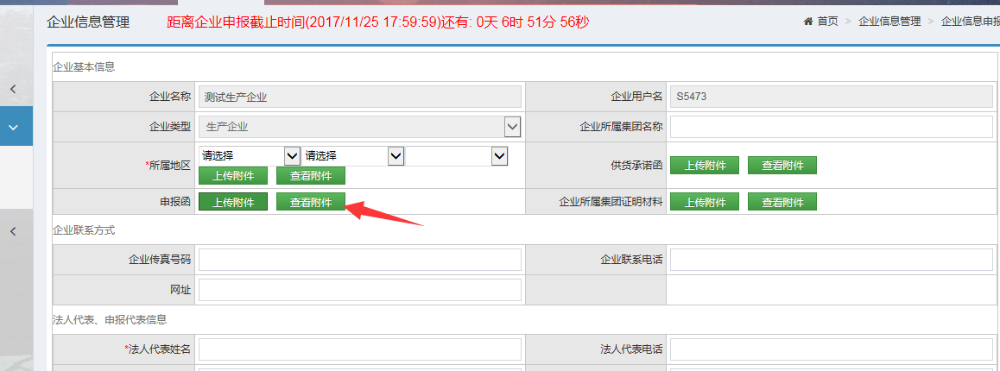 企业信息管理 距离企业申报截止时间(2017/11/25 17:59:59)还有: 0天 6时 51分 56秒 首页 > 企业信息管理 > 企业信息申报
企业基本信息
企业名称 测试生产企业 企业用户名 S5473
企业类型 生产企业 企业所属集团名称
*所属地区 请选择 请选择 上传附件 查看附件 供货承诺函 上传附件 查看附件
申报函 上传附件 查看附件 企业所属集团证明材料 上传附件 查看附件
企业联系方式
企业传真号码 企业联系电话
网址
法人代表、申报代表信息
*法人代表姓名 法人代表电话